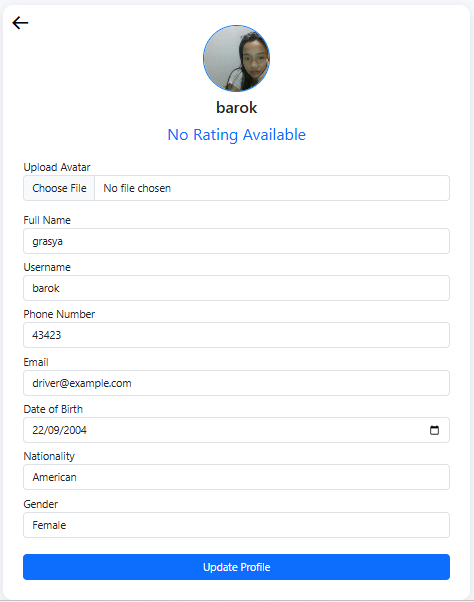 barok
No Rating Available
Upload Avatar
Choose File No file chosen
Full Name
grasya
Username
barok
Phone Number
43423
Email
driver@example.com
Date of Birth
22/09/2004
Nationality
American
Gender
Female
Update Profile